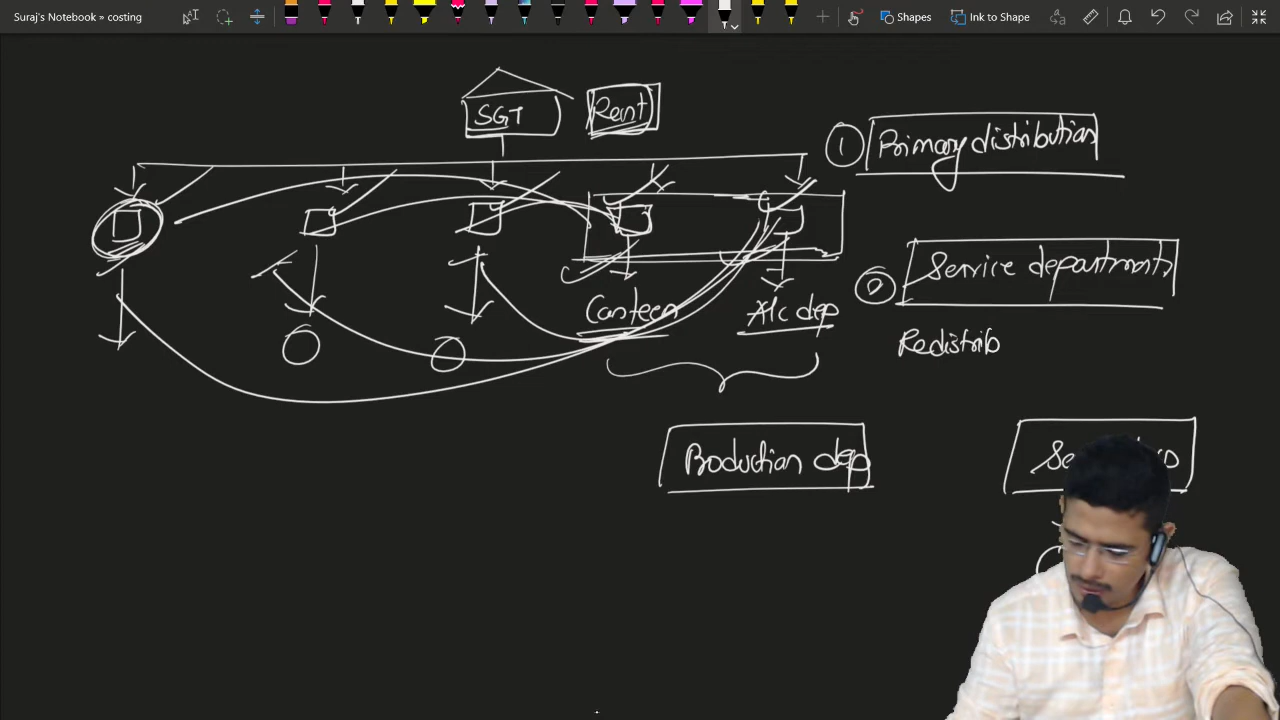 Suraj's Notebook » costing
Shapes
Ink to Shape
SGT
Rent
1 Primary distribution
2 Service departments
Redistrib
Canteen
A/c dep
Production dep